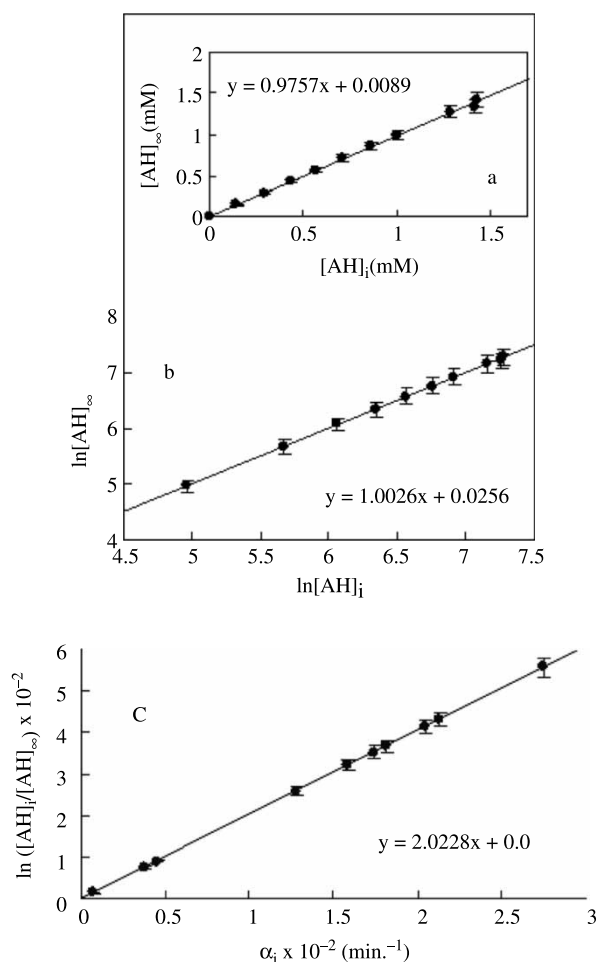 2
y = 0.9757x + 0.0089
1.5
[AH]∞(mM)
1
0.5
a
0
0 0.5 1 1.5
[AH]i(mM)
8
b
7
ln[AH]∞
6
5
y = 1.0026x + 0.0256
4
4.5 5 5.5 6 6.5 7 7.5
ln[AH]i
6
5
C
4
ln ([AH]i/[AH]∞) x 10⁻²
3
2
y = 2.0228x + 0.0
1
0
0 0.5 1 1.5 2 2.5 3
αi x 10⁻² (min.⁻¹)